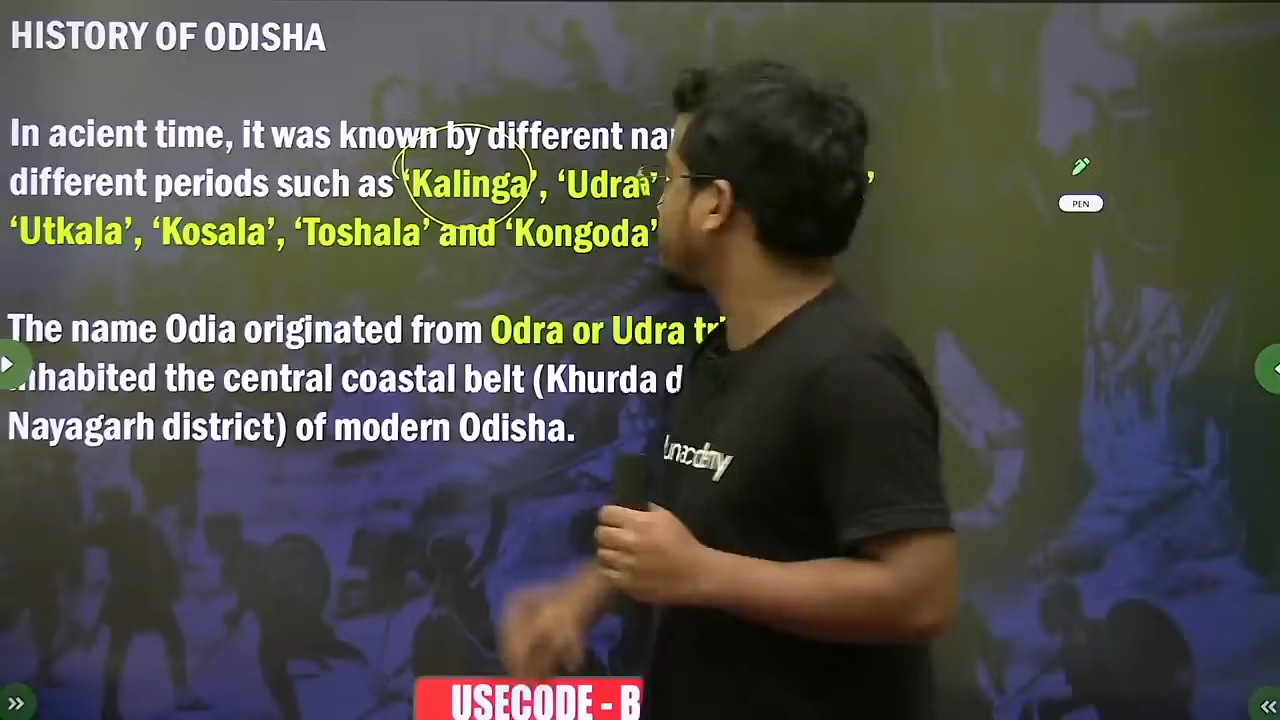 HISTORY OF ODISHA
In acient time, it was known by different
different periods such as ‘Kalinga’, ‘Udra’
‘Utkala’, ‘Kosala’, ‘Toshala’ and ‘Kongoda’
PEN
The name Odia originated from Odra or Udra
inhabited the central coastal belt (Khurda
Nayagarh district) of modern Odisha.
unacademy
USECODE - B